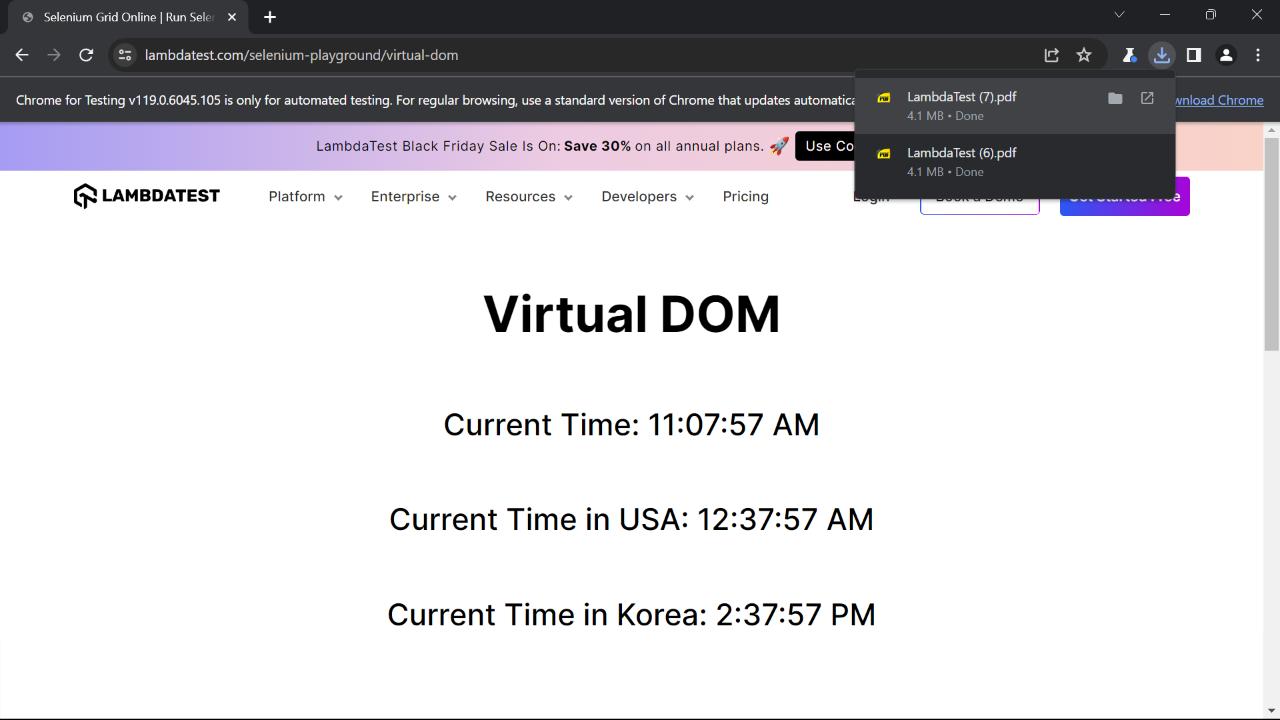 Selenium Grid Online | Run Sele
lambdatest.com/selenium-playground/virtual-dom
Chrome for Testing v119.0.6045.105 is only for automated testing. For regular browsing, use a standard version of Chrome that updates automatica
wnload Chrome
LambdaTest (7).pdf
4.1 MB • Done
LambdaTest (6).pdf
4.1 MB • Done
LambdaTest Black Friday Sale Is On: Save 30% on all annual plans. 🚀 Use Co
LAMBDATEST Platform Enterprise Resources Developers Pricing Login Book a Demo Get Started Free
Virtual DOM
Current Time: 11:07:57 AM
Current Time in USA: 12:37:57 AM
Current Time in Korea: 2:37:57 PM